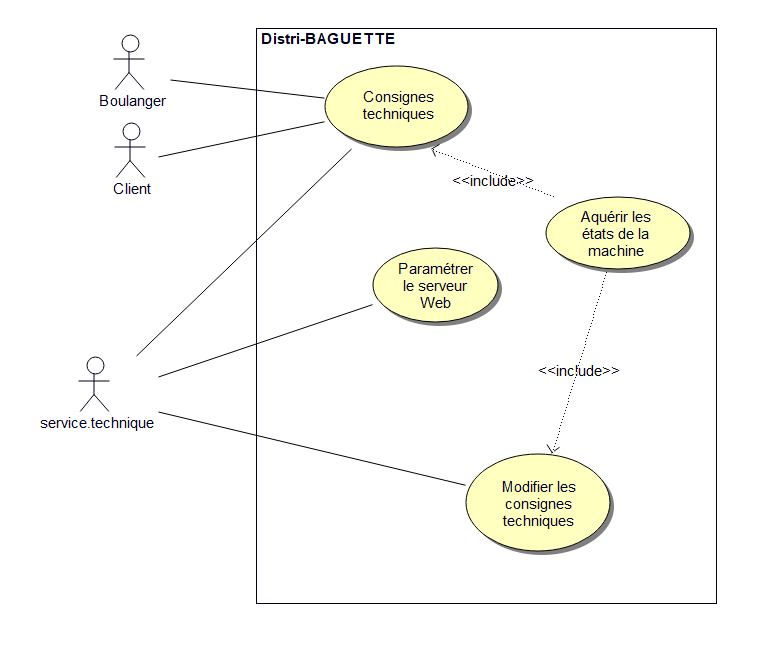 Distri-BAGUETTE
Boulanger
Consignes
techniques
Client
<<include>>
Aquérir les
états de la
machine
Paramétrer
le serveur
Web
<<include>>
service.technique
Modifier les
consignes
techniques